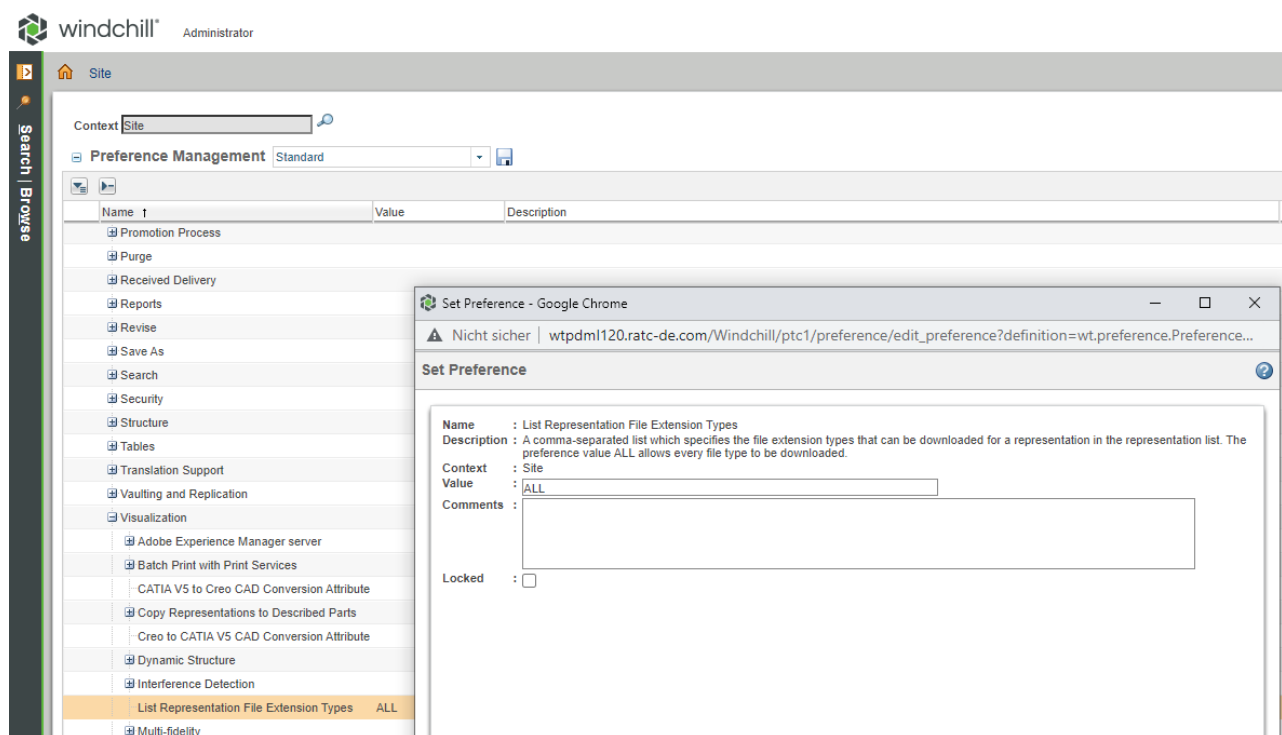 windchill® Administrator
Site
Search | Browse
Context Site
Preference Management Standard
Name ↑ Value Description
Promotion Process
Purge
Received Delivery
Reports
Revise
Save As
Search
Security
Structure
Tables
Translation Support
Vaulting and Replication
Visualization
Adobe Experience Manager server
Batch Print with Print Services
CATIA V5 to Creo CAD Conversion Attribute
Copy Representations to Described Parts
Creo to CATIA V5 CAD Conversion Attribute
Dynamic Structure
Interference Detection
List Representation File Extension Types ALL
Multi-fidelity
Set Preference - Google Chrome
Nicht sicher | wtpdml120.ratc-de.com/Windchill/ptc1/preference/edit_preference?definition=wt.preference.Preference...
Set Preference
Name : List Representation File Extension Types
Description : A comma-separated list which specifies the file extension types that can be downloaded for a representation in the representation list. The
preference value ALL allows every file type to be downloaded.
Context : Site
Value : ALL
Comments :
Locked :